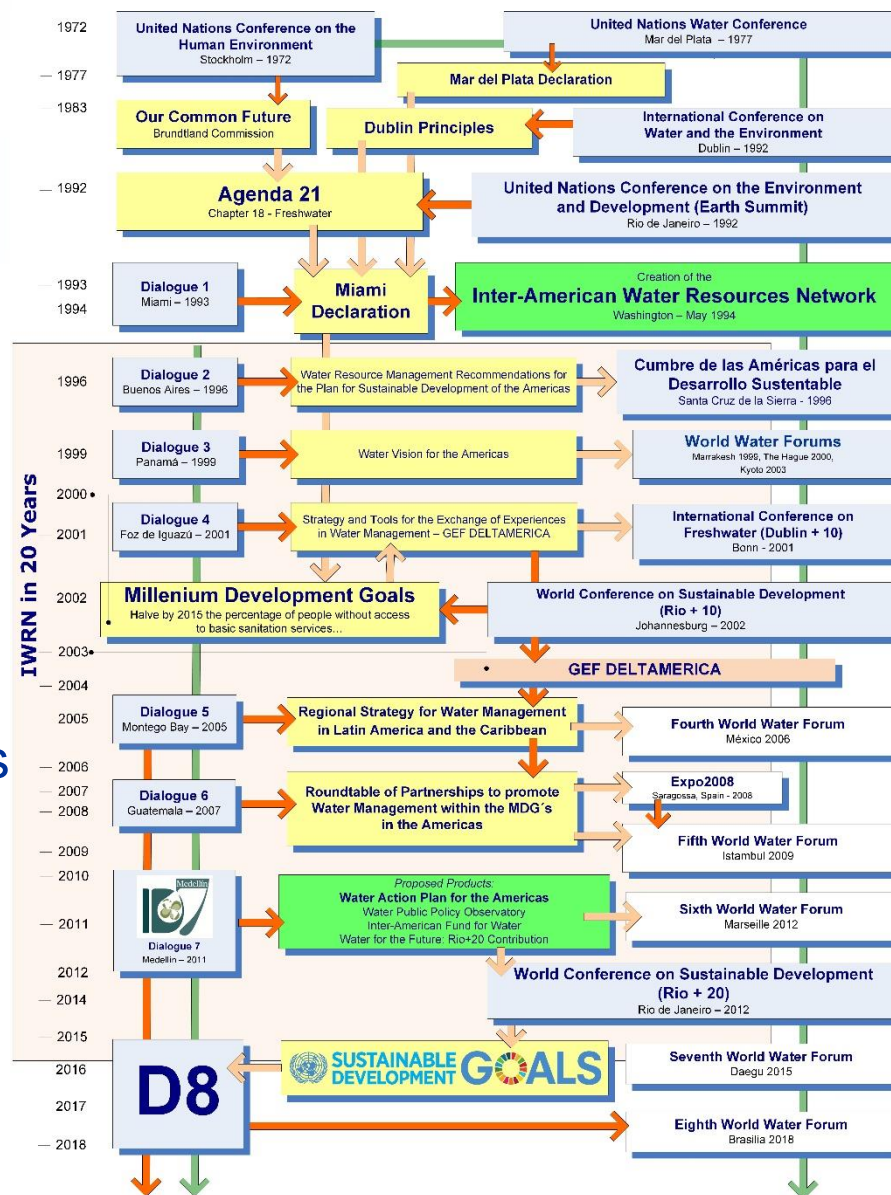 1972
United Nations Conference on the
Human Environment
Stockholm – 1972
United Nations Water Conference
Mar del Plata – 1977
1977
Mar del Plata Declaration
1983
Our Common Future
Brundtland Commission
Dublin Principles
International Conference on
Water and the Environment
Dublin – 1992
1992
Agenda 21
Chapter 18 - Freshwater
United Nations Conference on the Environment
and Development (Earth Summit)
Rio de Janeiro – 1992
1993
1994
Dialogue 1
Miami – 1993
Miami
Declaration
Creation of the
Inter-American Water Resources Network
Washington – May 1994
IWRN in 20 Years
1996
Dialogue 2
Buenos Aires – 1996
Water Resource Management Recommendations for
the Plan for Sustainable Development of the Americas
Cumbre de las Américas para el
Desarrollo Sustentable
Santa Cruz de la Sierra - 1996
1999
Dialogue 3
Panamá – 1999
Water Vision for the Americas
World Water Forums
Marrakesh 1999, The Hague 2000,
Kyoto 2003
2000
2001
Dialogue 4
Foz de Iguazú – 2001
Strategy and Tools for the Exchange of Experiences
in Water Management – GEF DELTAMERICA
International Conference on
Freshwater (Dublin + 10)
Bonn - 2001
2002
Millenium Development Goals
Halve by 2015 the percentage of people without access
to basic sanitation services...
World Conference on Sustainable Development
(Rio + 10)
Johannesburg – 2002
2003
GEF DELTAMERICA
2004
2005
Dialogue 5
Montego Bay – 2005
Regional Strategy for Water Management
in Latin America and the Caribbean
Fourth World Water Forum
México 2006
S
2006
2007
2008
Dialogue 6
Guatemala – 2007
Roundtable of Partnerships to promote
Water Management within the MDG´s
in the Americas
Expo2008
Saragossa, Spain - 2008
2009
Fifth World Water Forum
Istambul 2009
2010
2011
Medellín
Dialogue 7
Medellin – 2011
Proposed Products:
Water Action Plan for the Americas
Water Public Policy Observatory
Inter-American Fund for Water
Water for the Future: Rio+20 Contribution
Sixth World Water Forum
Marseille 2012
2012
World Conference on Sustainable Development
(Rio + 20)
Rio de Janeiro – 2012
2014
2015
2016
D8
SUSTAINABLE
DEVELOPMENT
GOALS
Seventh World Water Forum
Daegu 2015
2017
Eighth World Water Forum
Brasilia 2018
2018